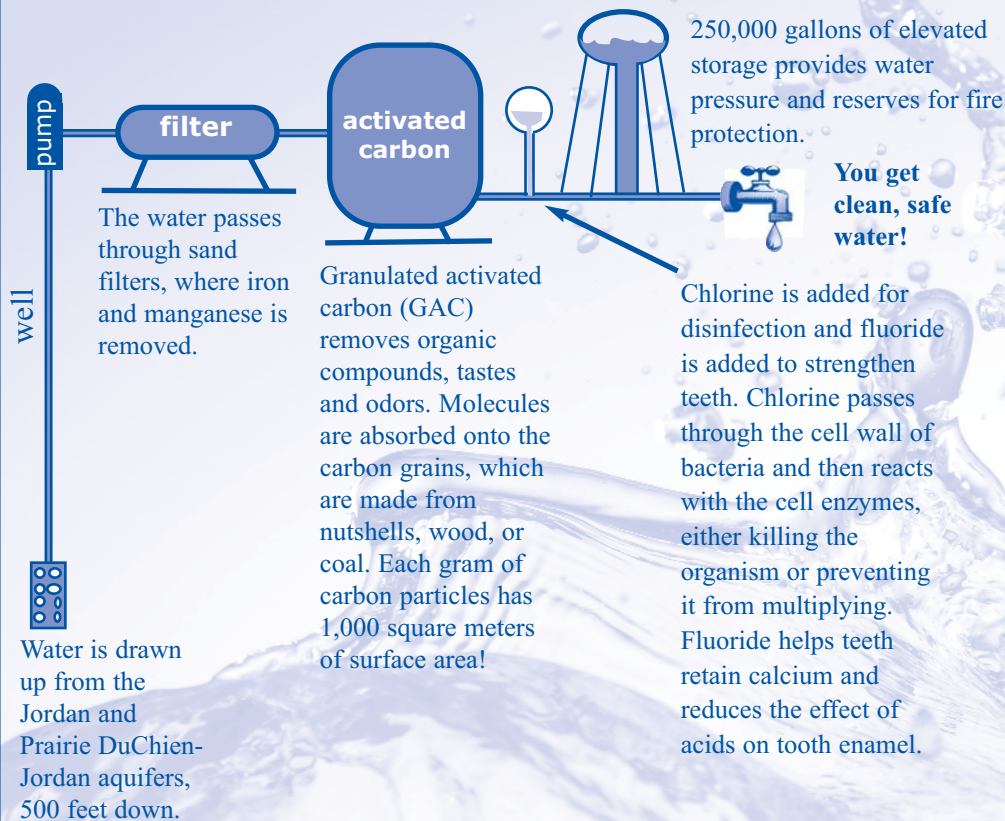 pump
filter
activated
carbon
250,000 gallons of elevated
storage provides water
pressure and reserves for fire
protection.
You get
clean, safe
water!
well
The water passes
through sand
filters, where iron
and manganese is
removed.
Granulated activated
carbon (GAC)
removes organic
compounds, tastes
and odors. Molecules
are absorbed onto the
carbon grains, which
are made from
nutshells, wood, or
coal. Each gram of
carbon particles has
1,000 square meters
of surface area!
Chlorine is added for
disinfection and fluoride
is added to strengthen
teeth. Chlorine passes
through the cell wall of
bacteria and then reacts
with the cell enzymes,
either killing the
organism or preventing
it from multiplying.
Fluoride helps teeth
retain calcium and
reduces the effect of
acids on tooth enamel.
Water is drawn
up from the
Jordan and
Prairie DuChien-
Jordan aquifers,
500 feet down.